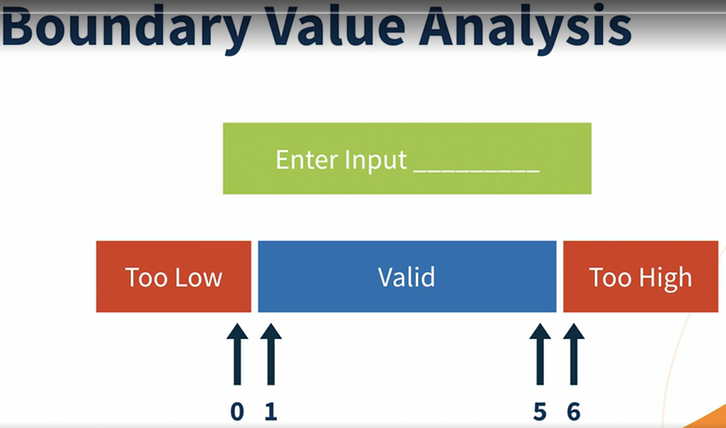 Boundary Value Analysis
Enter Input _________
Too Low
Valid
Too High
0 1 5 6